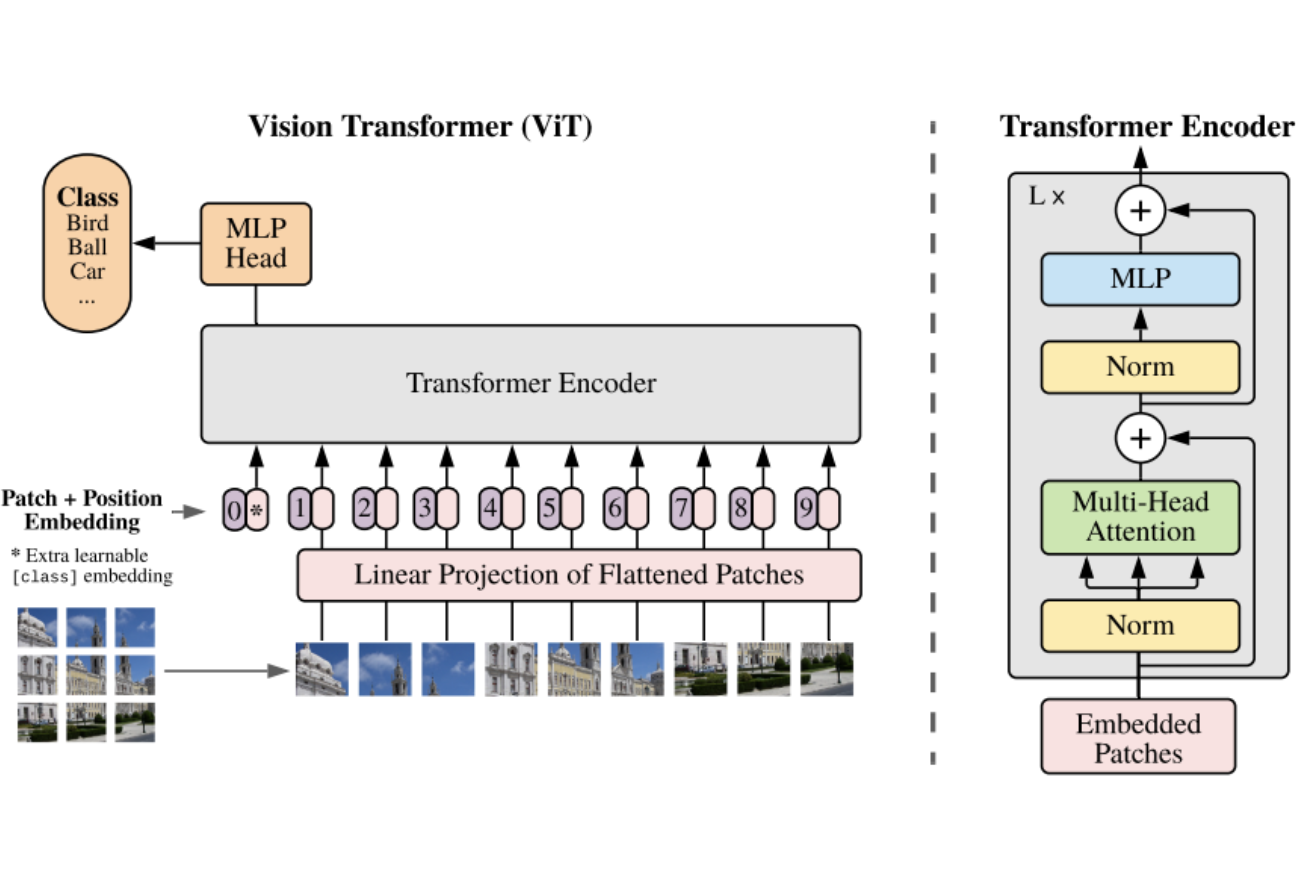 Vision Transformer (ViT)
Class
Bird
Ball
Car
...
MLP
Head
Transformer Encoder
Patch + Position
Embedding
* Extra learnable
[class] embedding
0 * 1 2 3 4 5 6 7 8 9
Linear Projection of Flattened Patches
Transformer Encoder
L ×
+
MLP
Norm
+
Multi-Head
Attention
Norm
Embedded
Patches